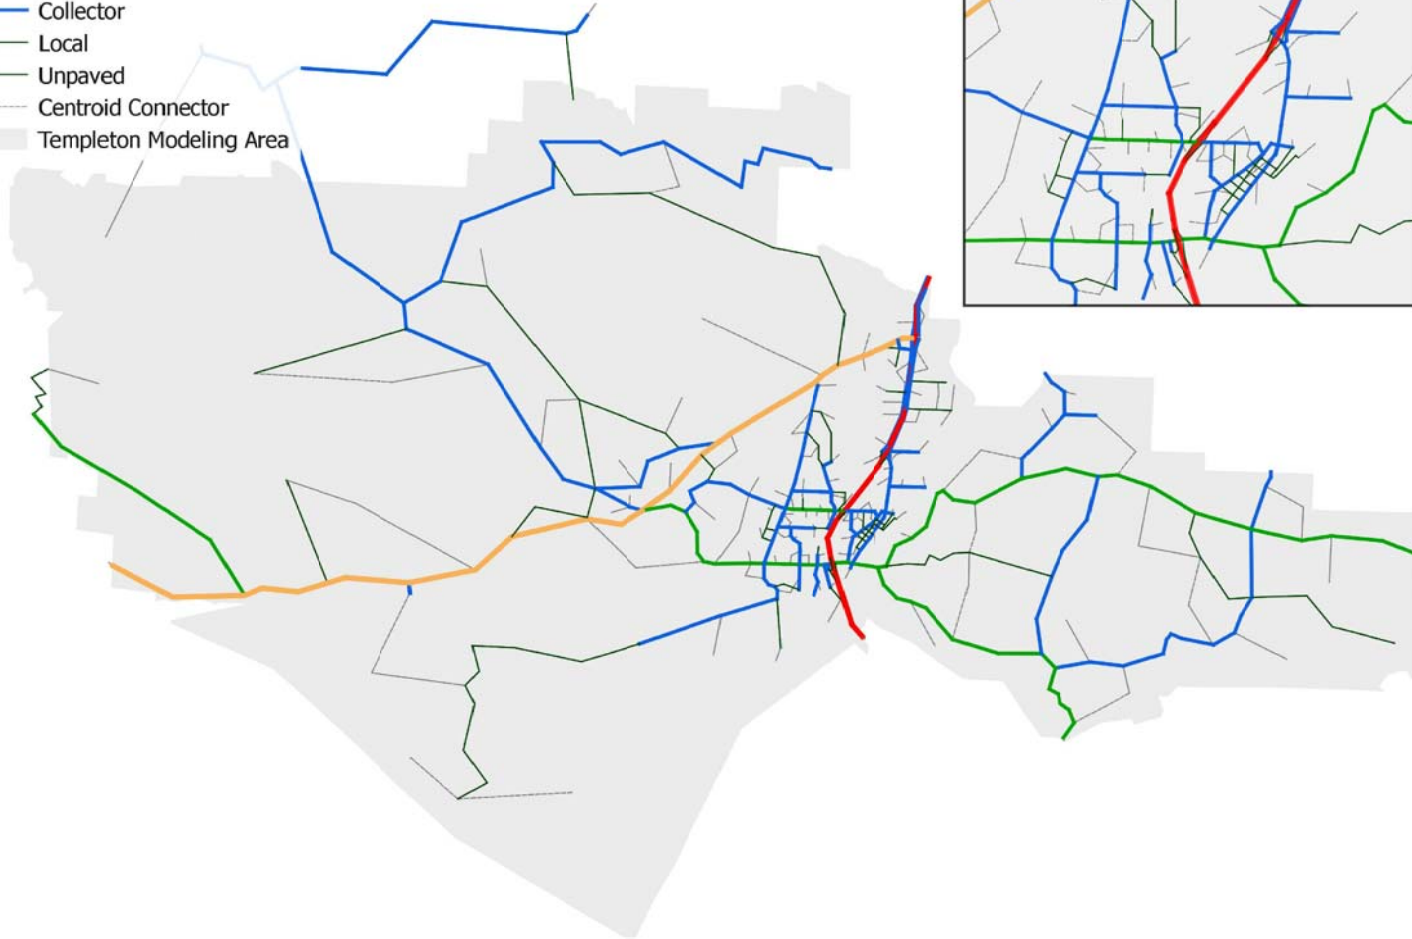 Collector
Local
Unpaved
Centroid Connector
Templeton Modeling Area